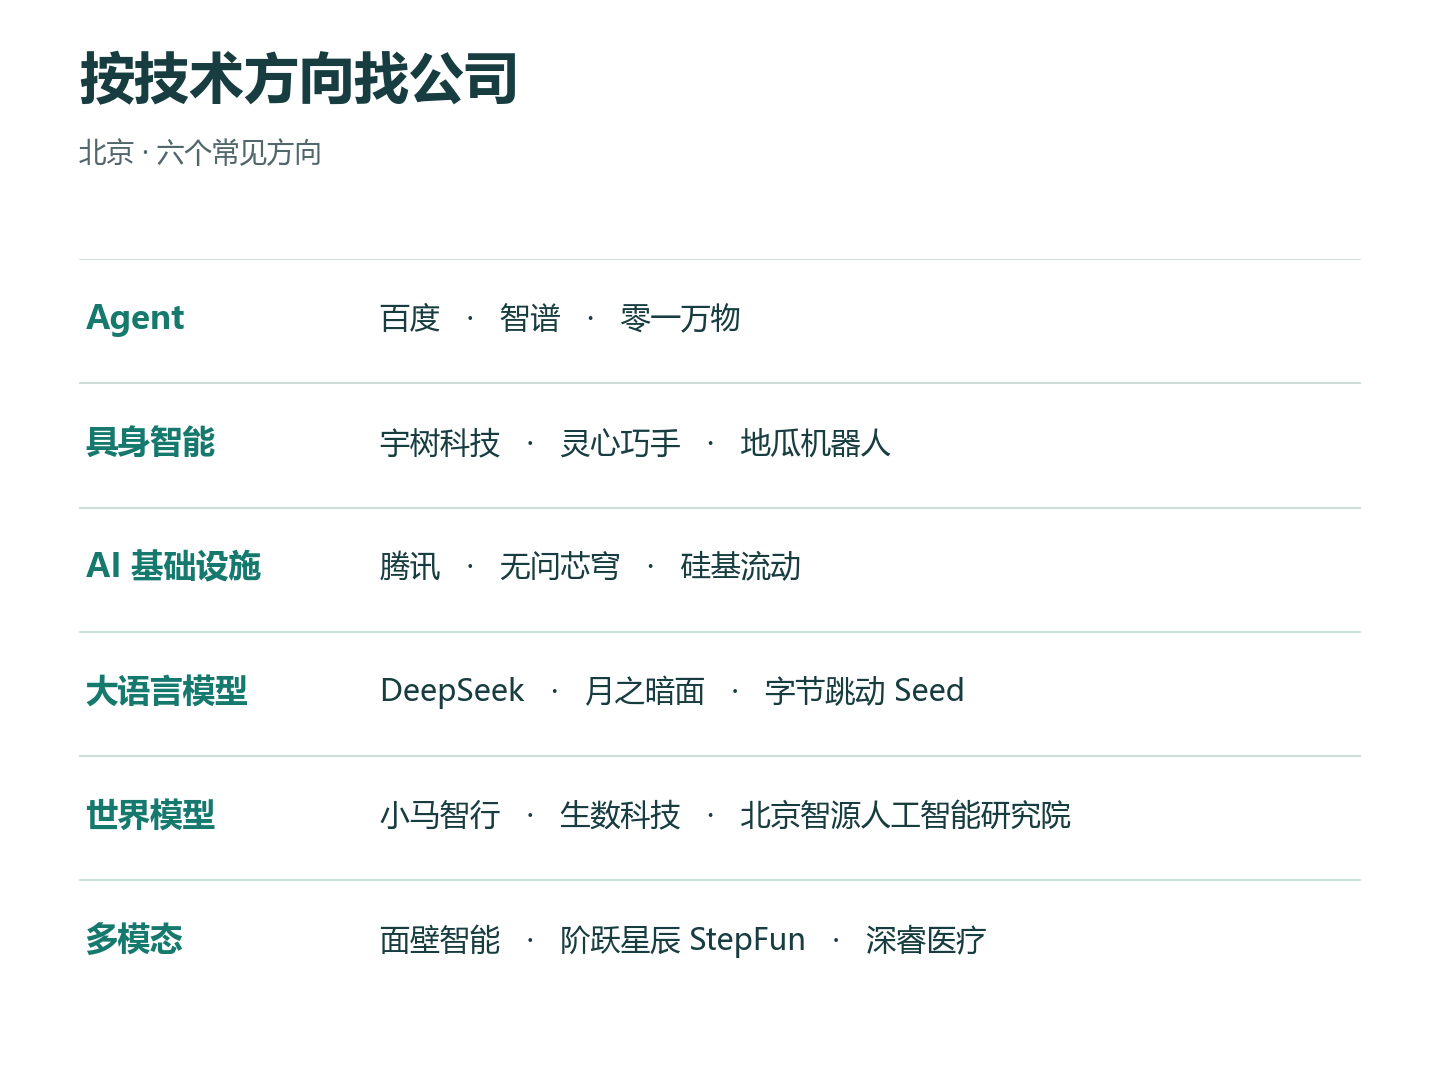 按技术方向找公司
北京 · 六个常见方向
Agent 百度 · 智谱 · 零一万物
具身智能 宇树科技 · 灵心巧手 · 地瓜机器人
AI 基础设施 腾讯 · 无问芯穹 · 硅基流动
大语言模型 DeepSeek · 月之暗面 · 字节跳动 Seed
世界模型 小马智行 · 生数科技 · 北京智源人工智能研究院
多模态 面壁智能 · 阶跃星辰 StepFun · 深睿医疗